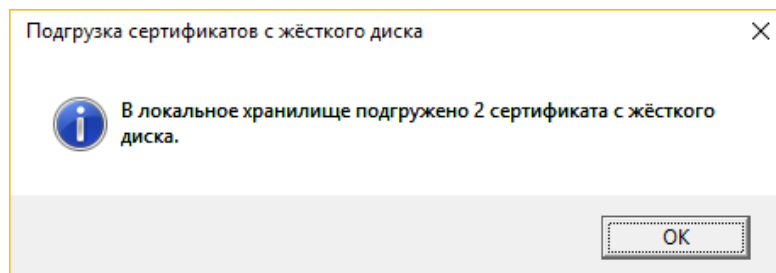 Подгрузка сертификатов с жёсткого диска
В локальное хранилище подгружено 2 сертификата с жёсткого
диска.
OK